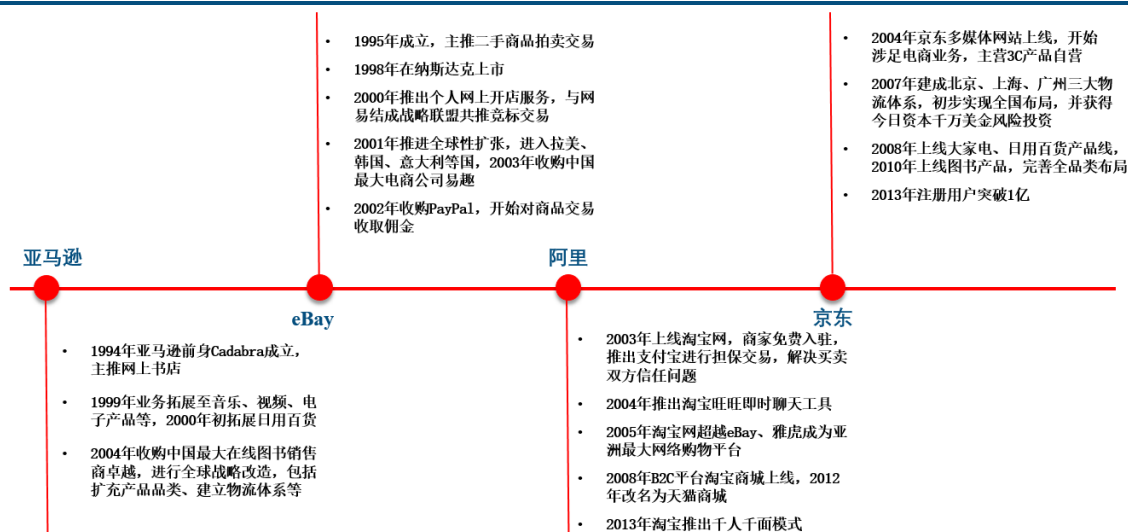 • 1995年成立，主推二手商品拍卖交易
• 1998年在纳斯达克上市
• 2000年推出个人网上开店服务，与网
易结成战略联盟共推竞标交易
• 2001年推进全球性扩张，进入拉美、
韩国、意大利等国，2003年收购中国
最大电商公司易趣
• 2002年收购PayPal，开始对商品交易
收取佣金
• 2004年京东多媒体网站上线，开始
涉足电商业务，主营3C产品自营
• 2007年建成北京、上海、广州三大物
流体系，初步实现全国布局，并获得
今日资本千万美金风险投资
• 2008年上线大家电、日用百货产品线，
2010年上线图书产品，完善全品类布局
• 2013年注册用户突破1亿
亚马逊
阿里
eBay
京东
• 1994年亚马逊前身Cadabra成立，
主推网上书店
• 1999年业务拓展至音乐、视频、电
子产品等，2000年初拓展日用百货
• 2004年收购中国最大在线图书销售
商卓越，进行全球战略改造，包括
扩充产品品类、建立物流体系等
• 2003年上线淘宝网，商家免费入驻，
推出支付宝进行担保交易，解决买卖
双方信任问题
• 2004年推出淘宝旺旺即时聊天工具
• 2005年淘宝网超越eBay、雅虎成为亚
洲最大网络购物平台
• 2008年B2C平台淘宝商城上线，2012
年改名为天猫商城
• 2013年淘宝推出千人千面模式